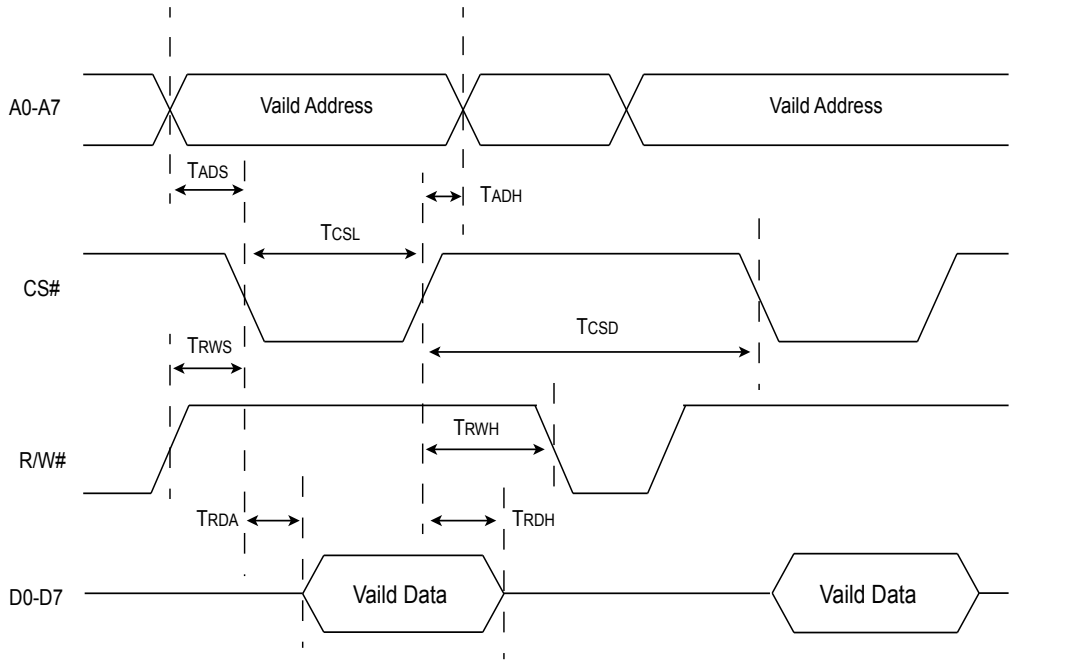 A0-A7
Vaild Address
Vaild Address
TADS
TADH
TCSL
CS#
TCSD
TRWS
TRWH
R/W#
TRDA
TRDH
D0-D7
Vaild Data
Vaild Data